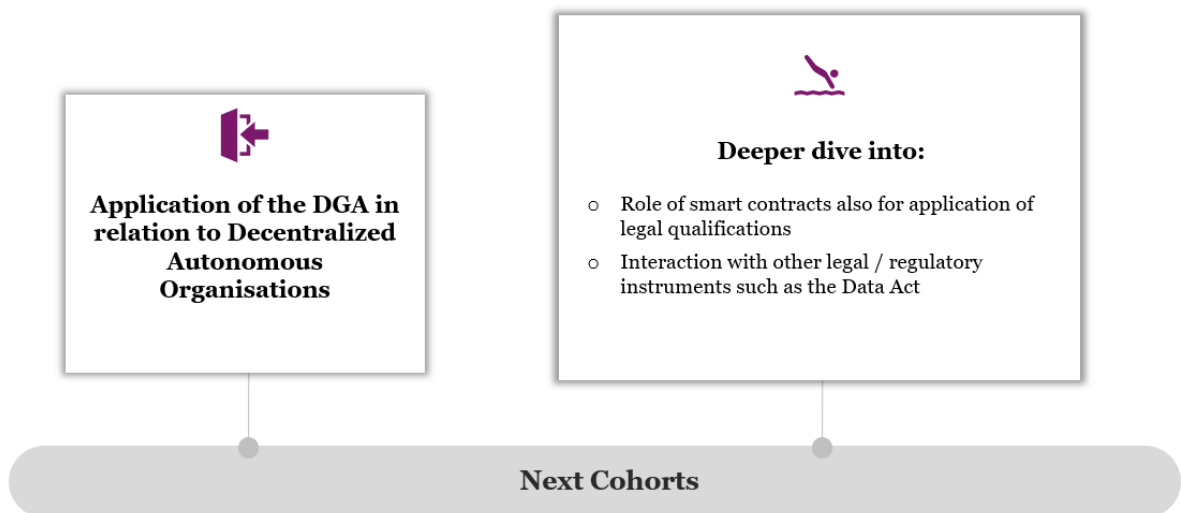 Application of the DGA in
relation to Decentralized
Autonomous
Organisations
Deeper dive into:
o Role of smart contracts also for application of
legal qualifications
o Interaction with other legal / regulatory
instruments such as the Data Act
Next Cohorts